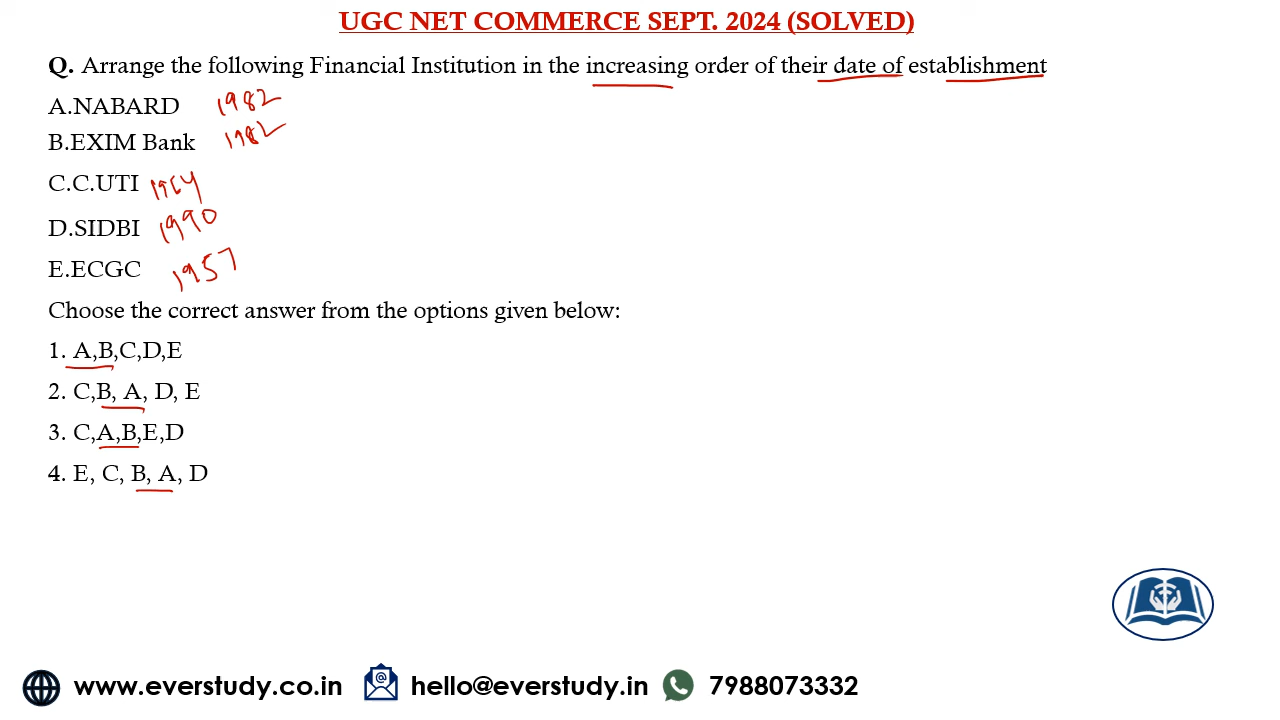 UGC NET COMMERCE SEPT. 2024 (SOLVED)
Q. Arrange the following Financial Institution in the increasing order of their date of establishment
A.NABARD 1982
B.EXIM Bank 1982
C.C.UTI 1964
D.SIDBI 1990
E.ECGC 1957
Choose the correct answer from the options given below:
1. A,B,C,D,E
2. C,B, A, D, E
3. C,A,B,E,D
4. E, C, B, A, D
www.everstudy.co.in hello@everstudy.in 7988073332